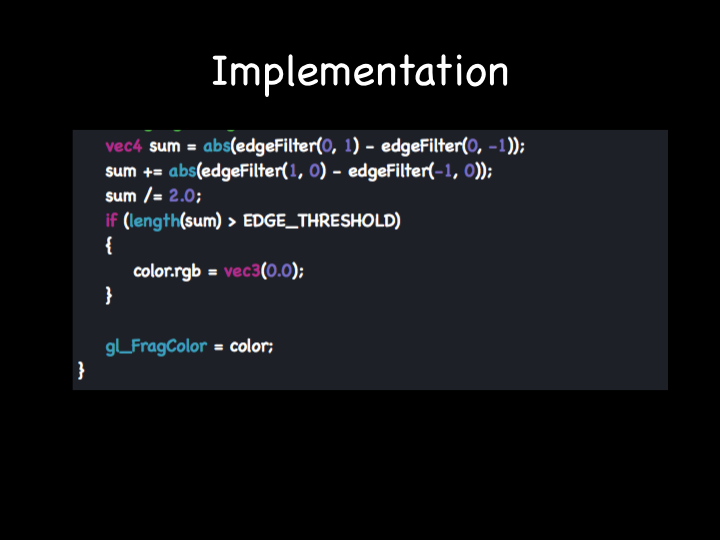 Implementation
vec4 sum = abs(edgeFilter(0, 1) - edgeFilter(0, -1));
sum += abs(edgeFilter(1, 0) - edgeFilter(-1, 0));
sum /= 2.0;
if (length(sum) > EDGE_THRESHOLD)
{
color.rgb = vec3(0.0);
}
gl_FragColor = color;
}